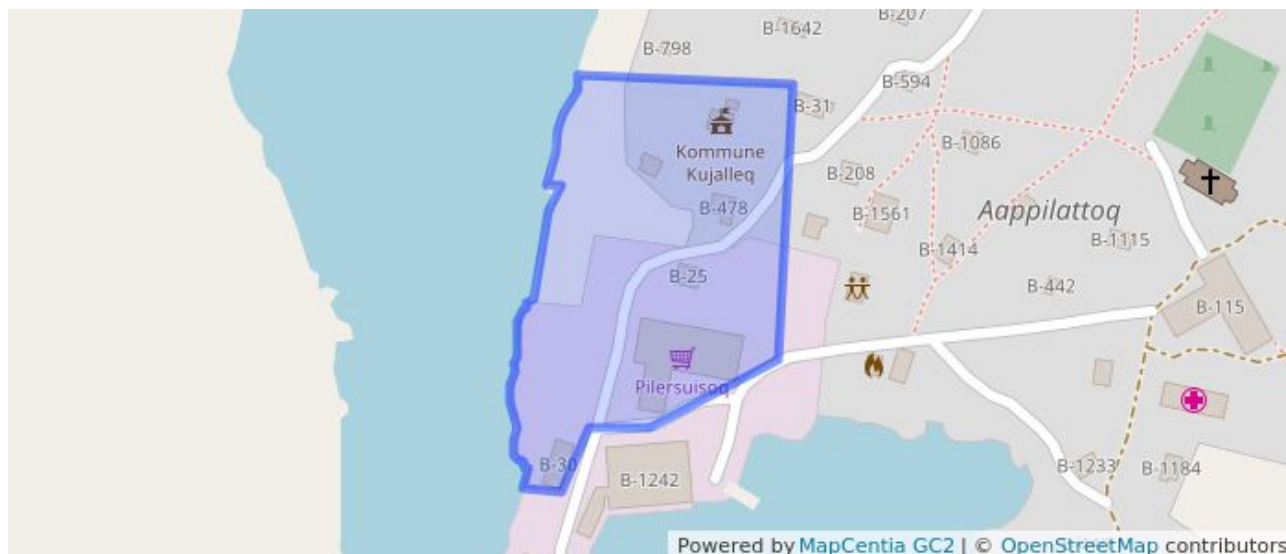 B-207
B-1642
B-798
B-594
B-31
B-1086
Kommune
Kujalleq
B-208
B-478
B-1561
Aappilattoq
B-1115
B-1414
B-25
B-442
B-115
Pilersuisoq
B-30
B-1242
B-1233
B-1184
Powered by MapCentia GC2 | © OpenStreetMap contributors